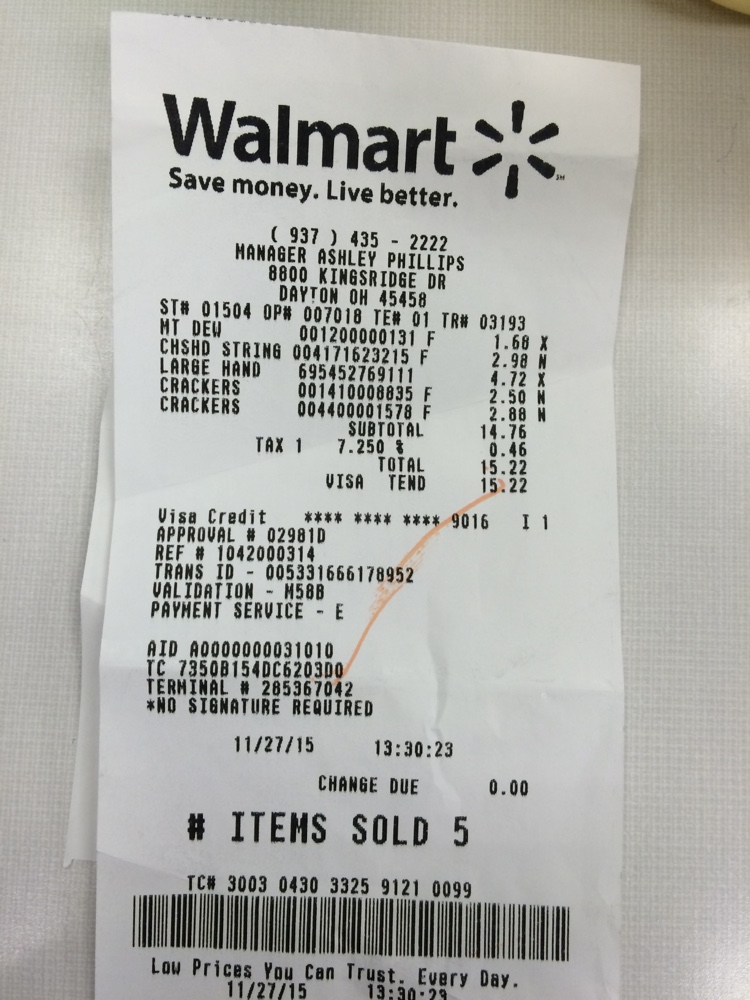 Walmart
Save money. Live better.
( 937 ) 435 - 2222
MANAGER ASHLEY PHILLIPS
8800 KINGSRIDGE DR
DAYTON OH 45458
ST# 01504 OP# 007018 TE# 01 TR# 03193
MT DEW 001200000131 F 1.68 X
CHSHD STRING 004171623215 F 2.98 N
LARGE HAND 695452769111 4.72 X
CRACKERS 001410008835 F 2.50 N
CRACKERS 004400001578 F 2.88 N
SUBTOTAL 14.76
TAX 1 7.250 % 0.46
TOTAL 15.22
VISA TEND 15.22
Visa Credit **** **** **** 9016 I 1
APPROVAL # 02981D
REF # 1042000314
TRANS ID - 005331666178952
VALIDATION - M58B
PAYMENT SERVICE - E
AID A0000000031010
TC 7350B154DC6203D0
TERMINAL # 285367042
*NO SIGNATURE REQUIRED
11/27/15 13:30:23
CHANGE DUE 0.00
# ITEMS SOLD 5
TC# 3003 0430 3325 9121 0099
Low Prices You Can Trust. Every Day.
11/27/15 13:30:23